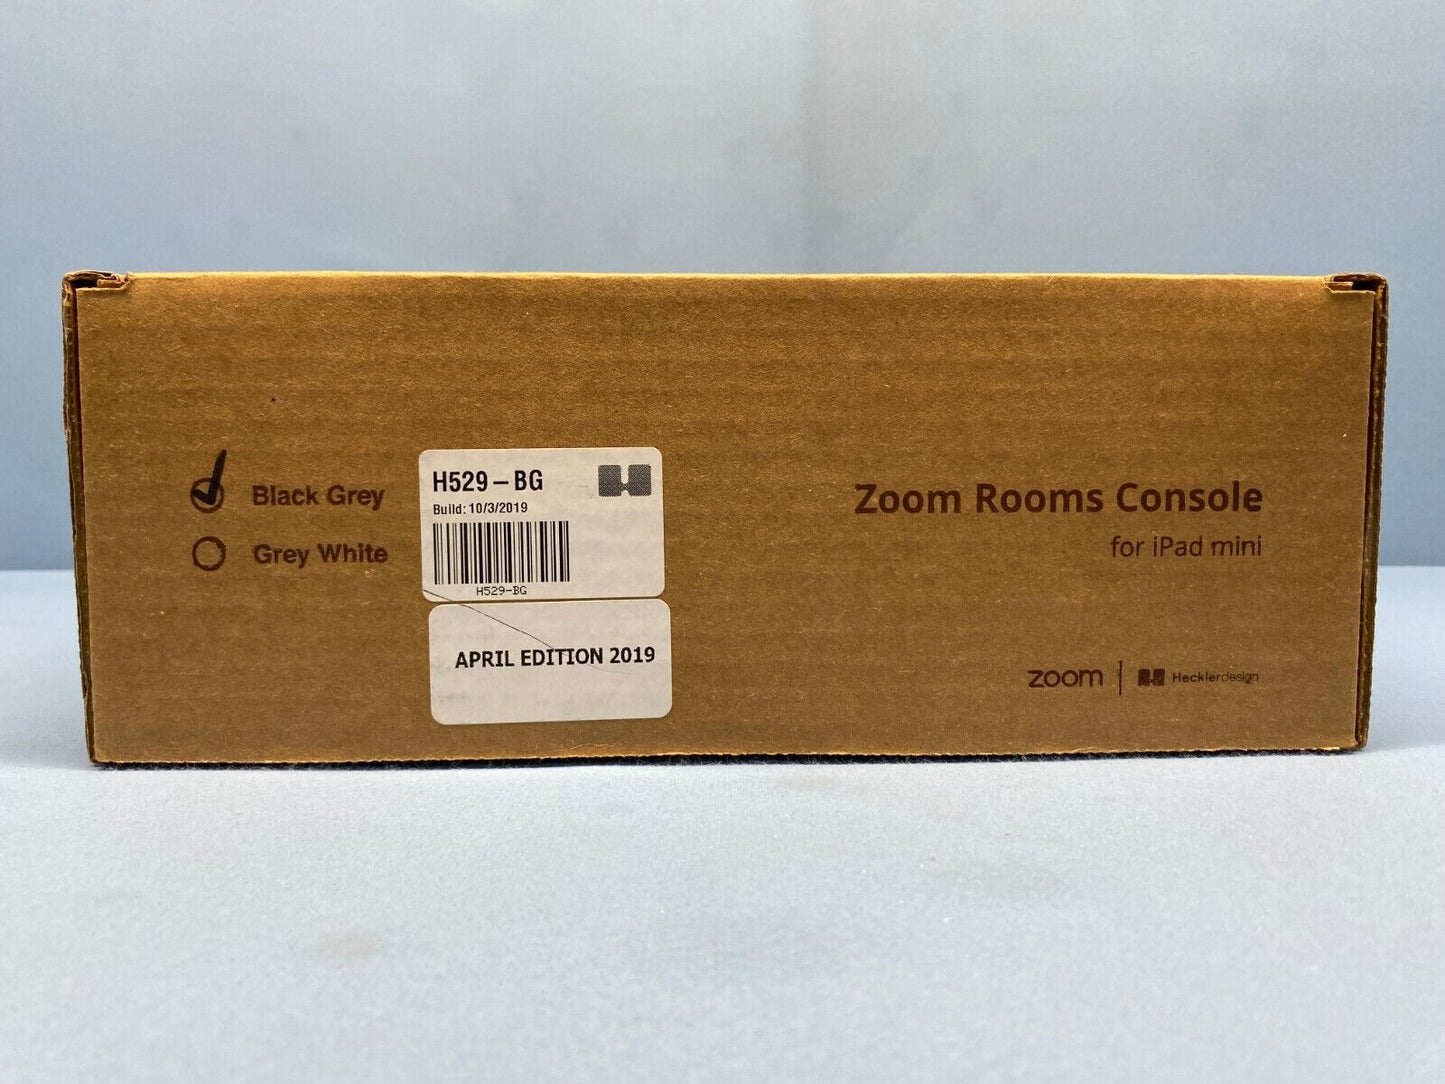 Black Grey
Grey White
H529-BG
Build: 10/3/2019
H529-BG
APRIL EDITION 2019
Zoom Rooms Console
for iPad mini
zoom
Hecklerdesign